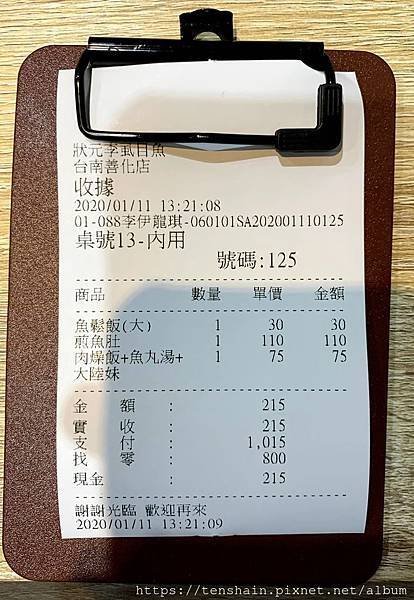 狀元李虱目魚
台南善化店
收據
2020/01/11 13:21:08
01-088李伊龍琪-060101SA202001110125
桌號13-內用
號碼:125
商品 數量 單價 金額
魚鬆飯(大) 1 30 30
煎魚肚 1 110 110
肉燥飯+魚丸湯+ 1 75 75
大陸妹
金 額 : 215
實 收 : 215
支 付 : 1,015
找 零 : 800
現金 : 215
謝謝光臨 歡迎再來
2020/01/11 13:21:09
https://tenshain.pixnet.net/album